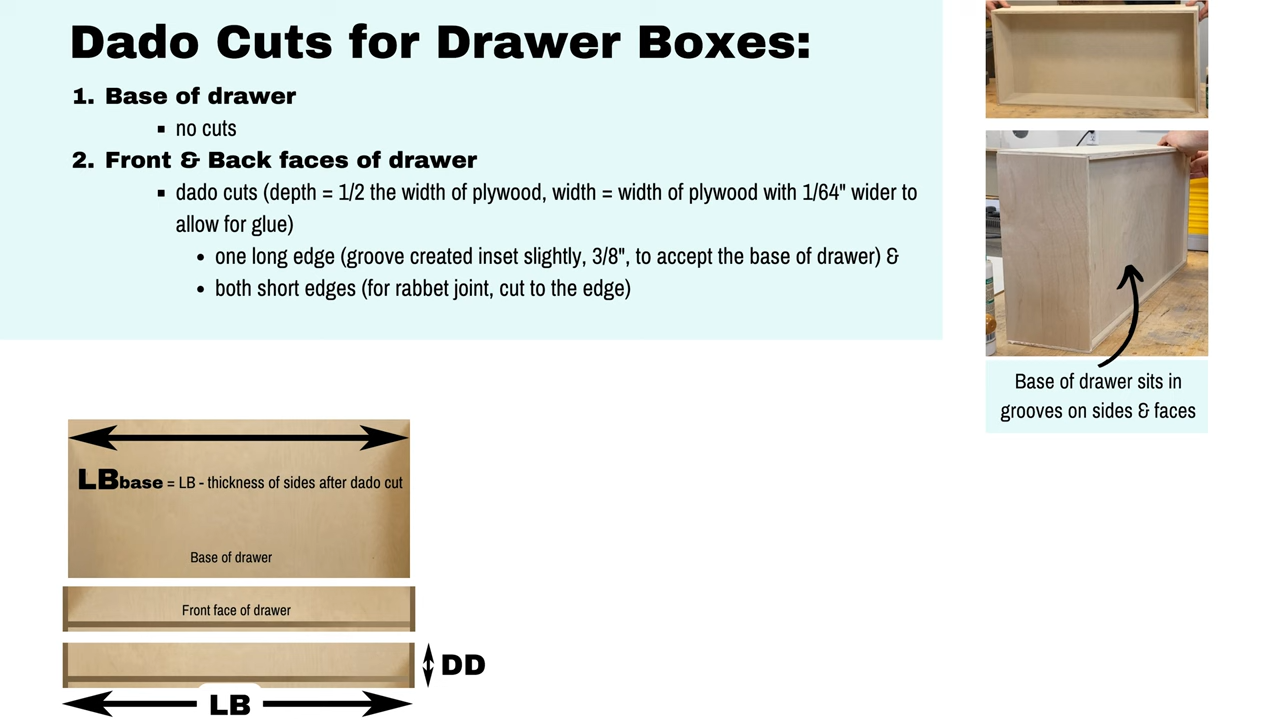 Dado Cuts for Drawer Boxes:
1. Base of drawer
▪ no cuts
2. Front & Back faces of drawer
▪ dado cuts (depth = 1/2 the width of plywood, width = width of plywood with 1/64" wider to
allow for glue)
• one long edge (groove created inset slightly, 3/8", to accept the base of drawer) &
• both short edges (for rabbet joint, cut to the edge)
Base of drawer sits in
grooves on sides & faces
LBbase = LB - thickness of sides after dado cut
Base of drawer
Front face of drawer
DD
LB